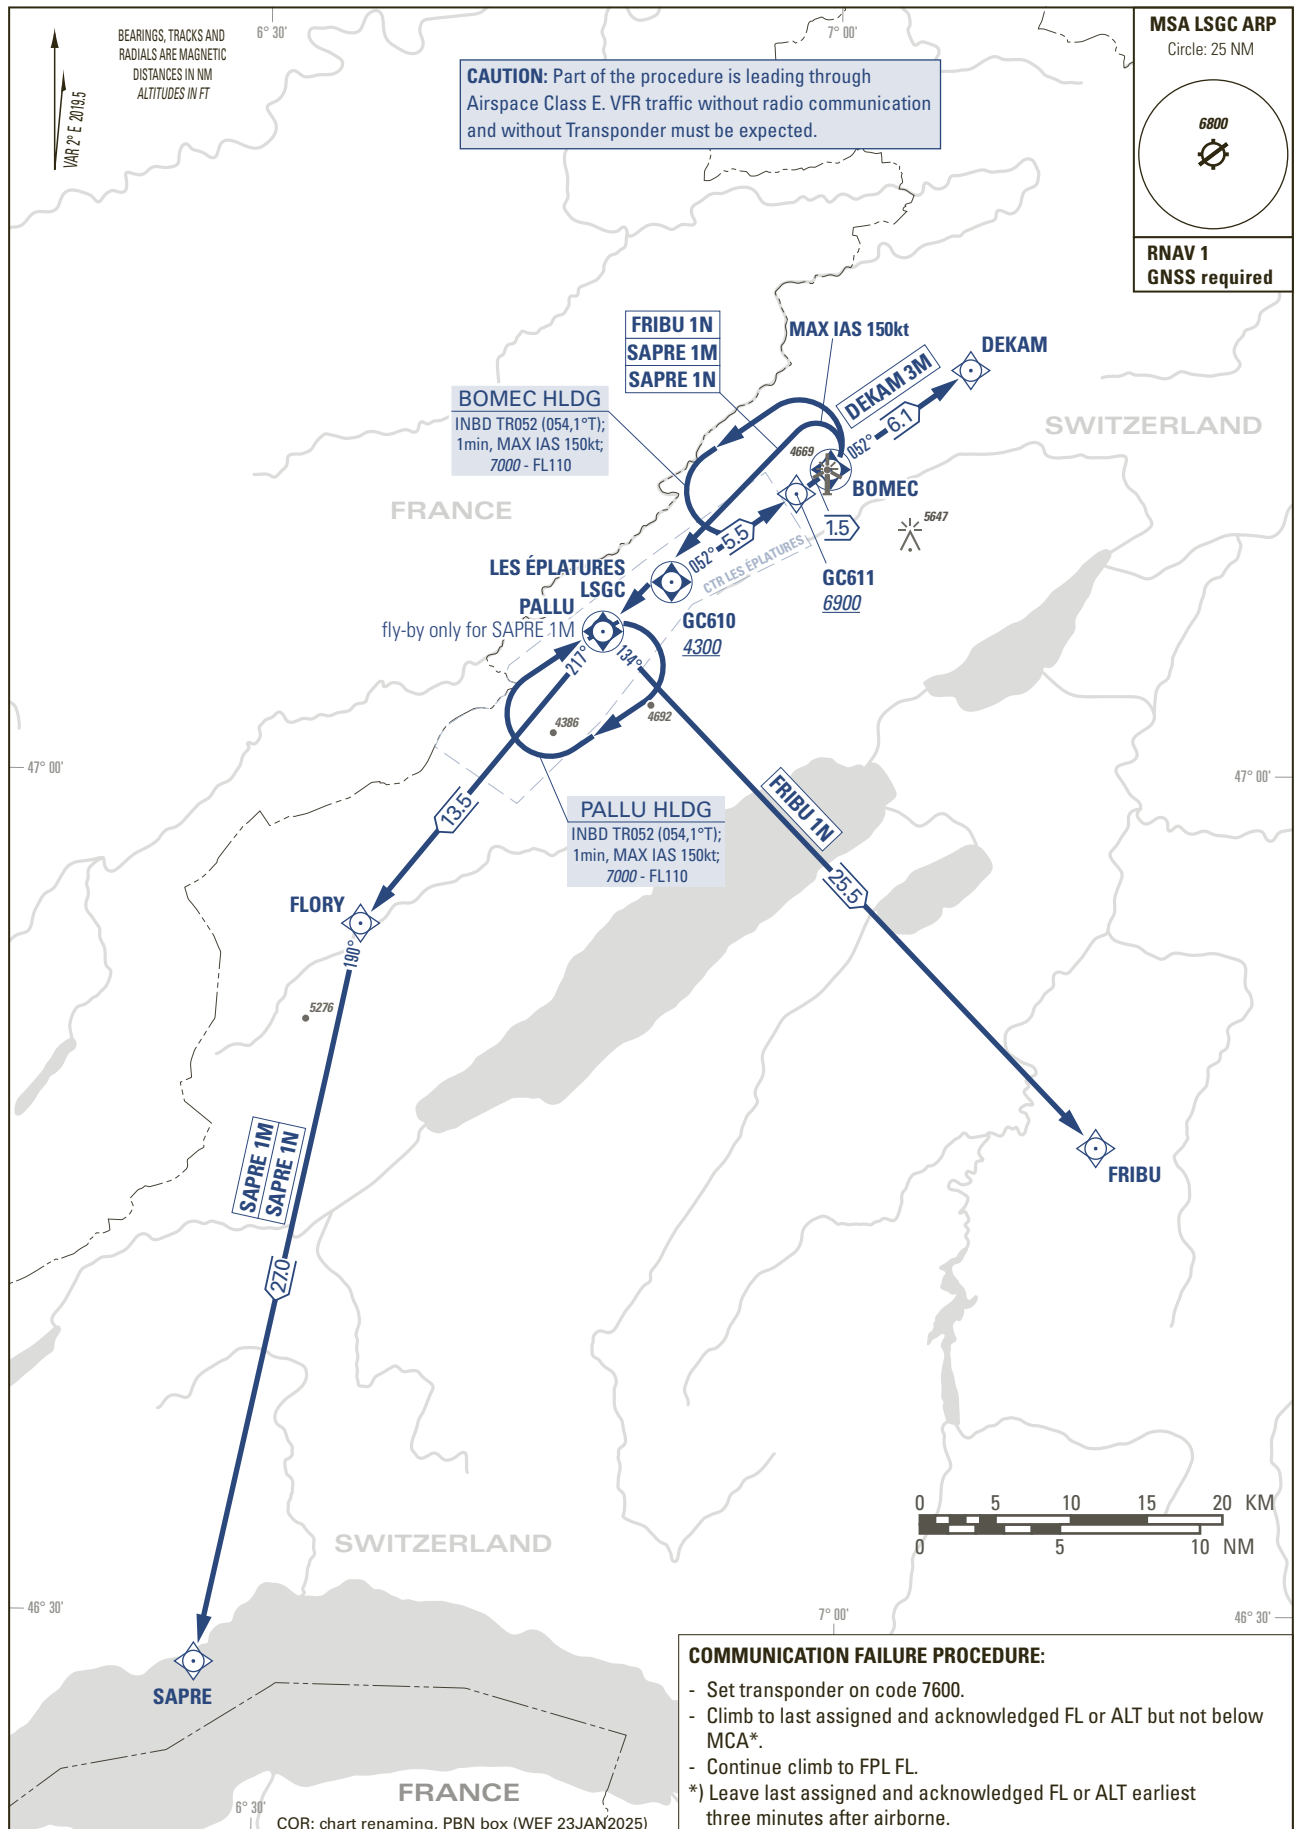 6° 30'
7° 00'
BEARINGS, TRACKS AND
RADIALS ARE MAGNETIC
DISTANCES IN NM
ALTITUDES IN FT
VAR 2° E 2019.5
CAUTION: Part of the procedure is leading through
Airspace Class E. VFR traffic without radio communication
and without Transponder must be expected.
MSA LSGC ARP
Circle: 25 NM
6800
RNAV 1
GNSS required
FRIBU 1N
SAPRE 1M
SAPRE 1N
MAX IAS 150kt
DEKAM
DEKAM 3M
BOMEC HLDG
INBD TR052 (054,1°T);
1min, MAX IAS 150kt;
7000 - FL110
SWITZERLAND
052°
6.1
4669
BOMEC
FRANCE
5647
1.5
052°
5.5
CTR LES ÉPLATURES
LES ÉPLATURES
LSGC
GC611
6900
PALLU
fly-by only for SAPRE 1M
GC610
4300
217°
134°
4692
4386
47° 00'
47° 00'
PALLU HLDG
INBD TR052 (054,1°T);
1min, MAX IAS 150kt;
7000 - FL110
FRIBU 1N
13.5
25.5
FLORY
190°
5276
SAPRE 1M
SAPRE 1N
FRIBU
27.0
0 5 10 15 20 KM
0 5 10 NM
SWITZERLAND
46° 30'
7° 00'
46° 30'
SAPRE
COMMUNICATION FAILURE PROCEDURE:
- Set transponder on code 7600.
- Climb to last assigned and acknowledged FL or ALT but not below
MCA*.
- Continue climb to FPL FL.
*) Leave last assigned and acknowledged FL or ALT earliest
three minutes after airborne.
FRANCE
6° 30'
COR: chart renaming, PBN box (WEF 23JAN2025)